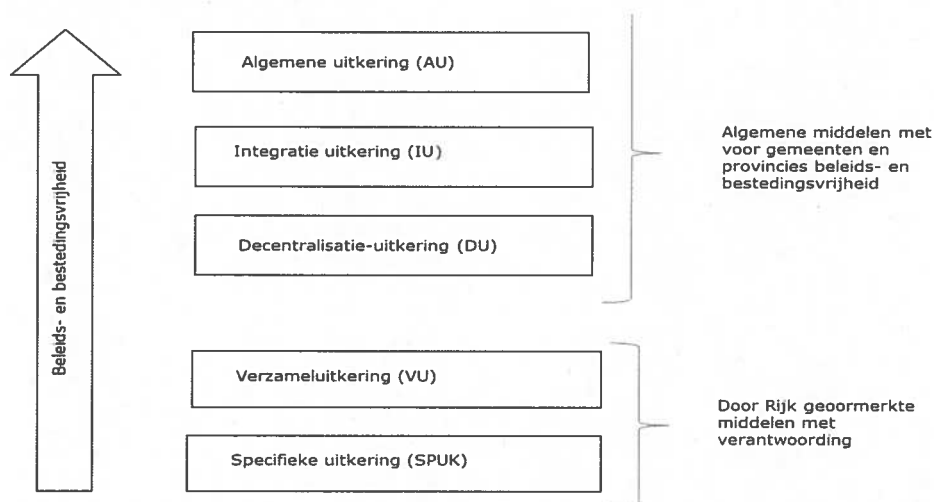 Beleids- en bestedingsvrijheid
Algemene uitkering (AU)
Integratie uitkering (IU)
Decentralisatie-uitkering (DU)
Algemene middelen met
voor gemeenten en
provincies beleids- en
bestedingsvrijheid
Verzameluitkering (VU)
Specifieke uitkering (SPUK)
Door Rijk geoormerkte
middelen met
verantwoording